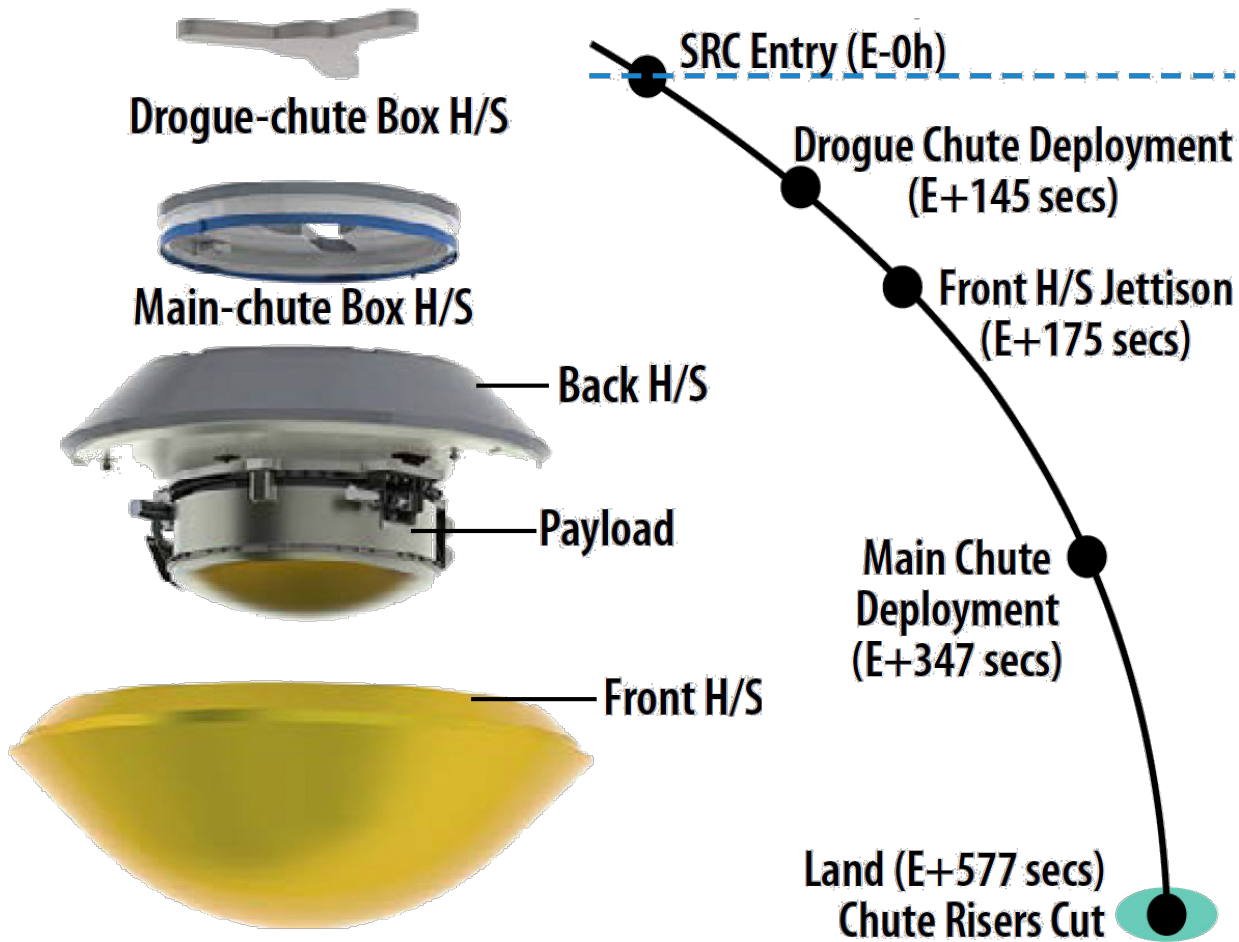 Drogue-chute Box H/S
Main-chute Box H/S
Back H/S
Payload
Front H/S
SRC Entry (E-0h)
Drogue Chute Deployment
(E+145 secs)
Front H/S Jettison
(E+175 secs)
Main Chute
Deployment
(E+347 secs)
Land (E+577 secs)
Chute Risers Cut